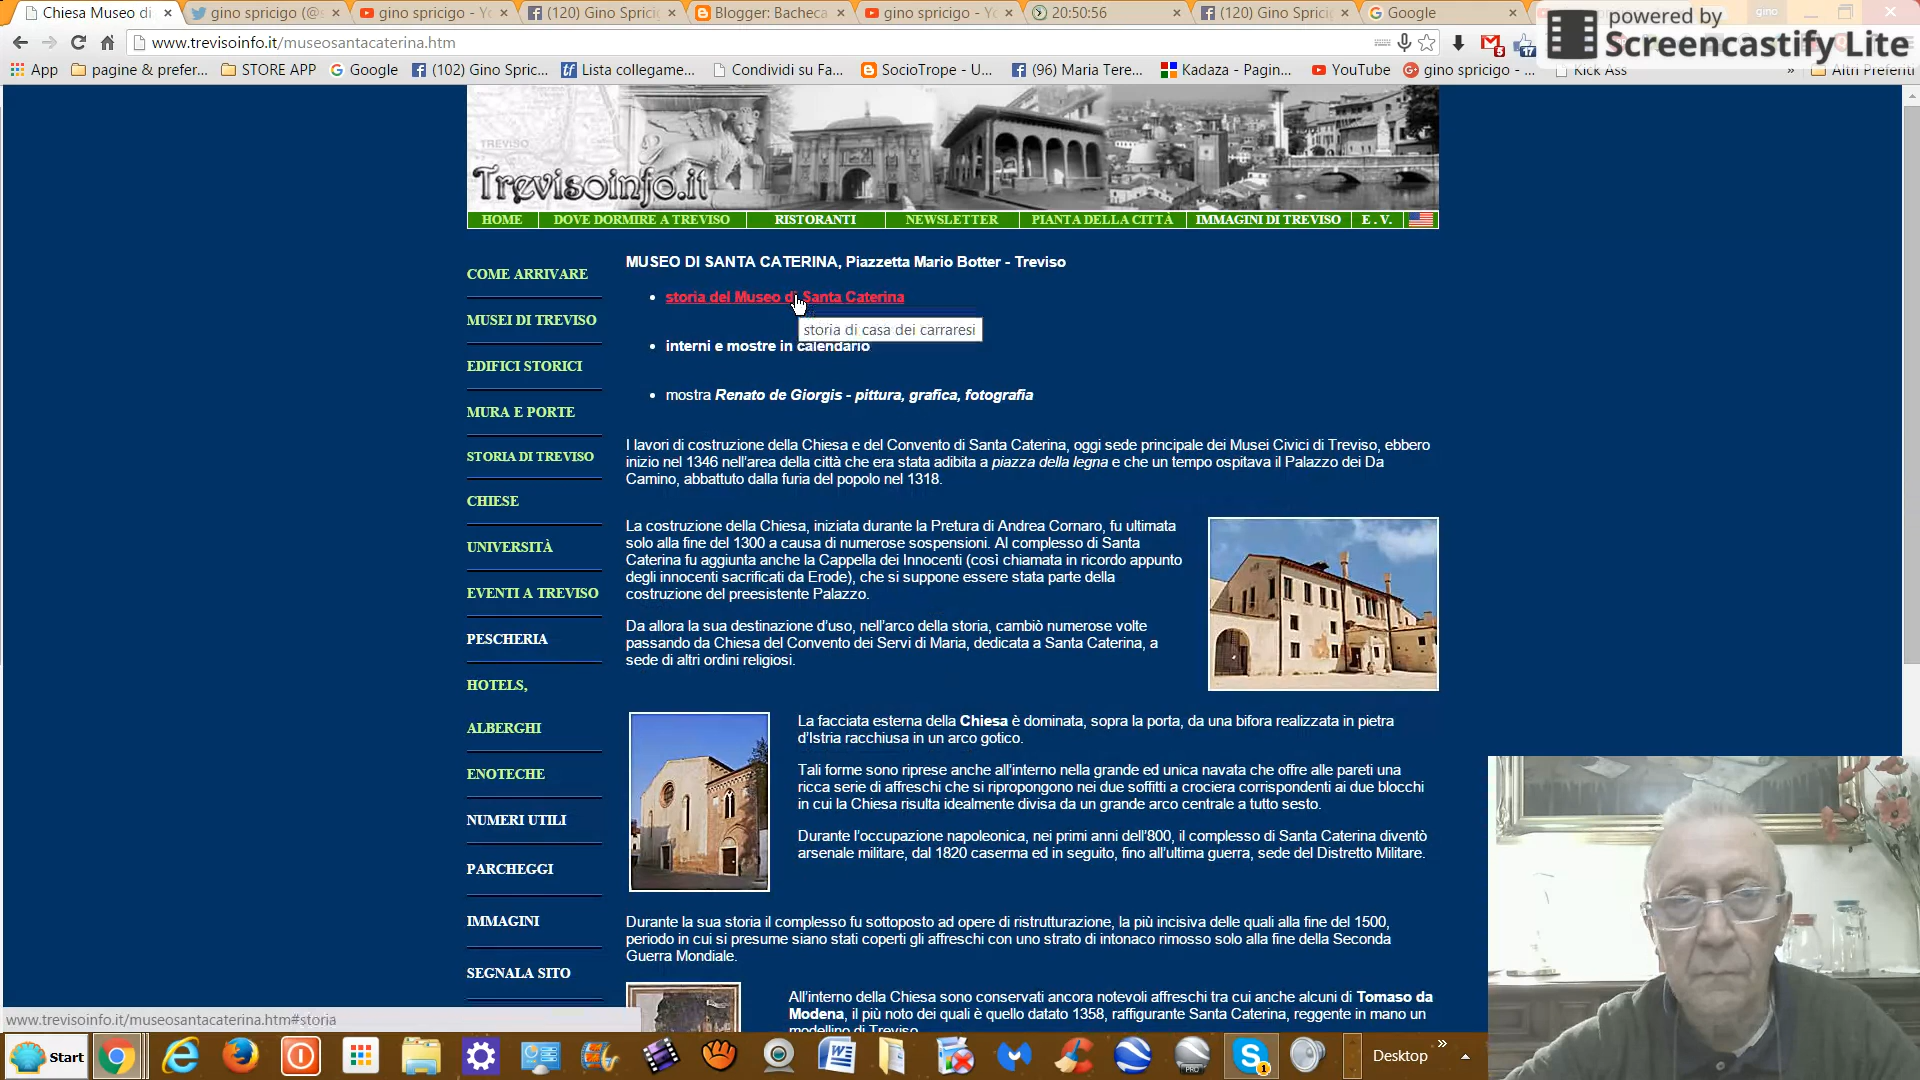 Chiesa Museo di
gino spricigo (@s
gino spricigo - Yo
(120) Gino Sprici
Blogger: Bacheca
gino spricigo - Yo
20:50:56
(120) Gino Sprici
Google
gino
powered by
Screencastify Lite
www.trevisoinfo.it/museosantacaterina.htm
App
pagine & prefer...
STORE APP
Google
(102) Gino Spric...
Lista collegame...
Condividi su Fa...
SocioTrope - U...
(96) Maria Tere...
Kadaza - Pagin...
YouTube
gino spricigo - ...
Kick Ass
»
Altri Preferiti
TREVISO
Trevisoinfo.it
HOME
DOVE DORMIRE A TREVISO
RISTORANTI
NEWSLETTER
PIANTA DELLA CITTÀ
IMMAGINI DI TREVISO
E . V.
COME ARRIVARE
MUSEI DI TREVISO
EDIFICI STORICI
MURA E PORTE
STORIA DI TREVISO
CHIESE
UNIVERSITÀ
EVENTI A TREVISO
PESCHERIA
HOTELS,
ALBERGHI
ENOTECHE
NUMERI UTILI
PARCHEGGI
IMMAGINI
SEGNALA SITO
MUSEO DI SANTA CATERINA, Piazzetta Mario Botter - Treviso
• storia del Museo di Santa Caterina
storia di casa dei carraresi
• interni e mostre in calendario
• mostra Renato de Giorgis - pittura, grafica, fotografia
I lavori di costruzione della Chiesa e del Convento di Santa Caterina, oggi sede principale dei Musei Civici di Treviso, ebbero
inizio nel 1346 nell'area della città che era stata adibita a piazza della legna e che un tempo ospitava il Palazzo dei Da
Camino, abbattuto dalla furia del popolo nel 1318.
La costruzione della Chiesa, iniziata durante la Pretura di Andrea Cornaro, fu ultimata
solo alla fine del 1300 a causa di numerose sospensioni. Al complesso di Santa
Caterina fu aggiunta anche la Cappella dei Innocenti (così chiamata in ricordo appunto
degli innocenti sacrificati da Erode), che si suppone essere stata parte della
costruzione del preesistente Palazzo.
Da allora la sua destinazione d'uso, nell'arco della storia, cambiò numerose volte
passando da Chiesa del Convento dei Servi di Maria, dedicata a Santa Caterina, a
sede di altri ordini religiosi.
La facciata esterna della Chiesa è dominata, sopra la porta, da una bifora realizzata in pietra
d'Istria racchiusa in un arco gotico.
Tali forme sono riprese anche all'interno nella grande ed unica navata che offre alle pareti una
ricca serie di affreschi che si ripropongono nei due soffitti a crociera corrispondenti ai due blocchi
in cui la Chiesa risulta idealmente divisa da un grande arco centrale a tutto sesto.
Durante l'occupazione napoleonica, nei primi anni dell'800, il complesso di Santa Caterina diventò
arsenale militare, dal 1820 caserma ed in seguito, fino all'ultima guerra, sede del Distretto Militare.
Durante la sua storia il complesso fu sottoposto ad opere di ristrutturazione, la più incisiva delle quali alla fine del 1500,
periodo in cui si presume siano stati coperti gli affreschi con uno strato di intonaco rimosso solo alla fine della Seconda
Guerra Mondiale.
All'interno della Chiesa sono conservati ancora notevoli affreschi tra cui anche alcuni di Tomaso da
Modena, il più noto dei quali è quello datato 1358, raffigurante Santa Caterina, reggente in mano un
modellino di Treviso
www.trevisoinfo.it/museosantacaterina.htm#storia
Start
PRO
1
Desktop
»